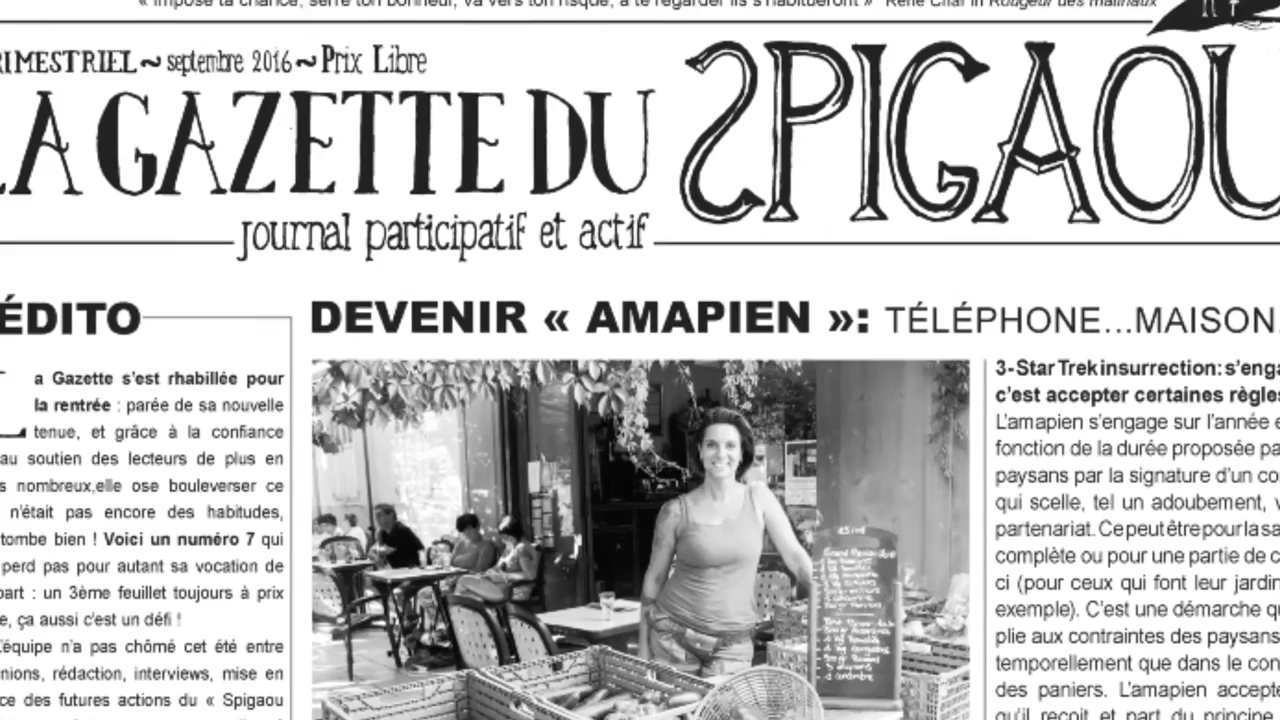 « Impose ta chance, serre ton bonheur, va vers ton risque, à te regarder ils s'habitueront » René Char in Rougeur des matinaux
RIMESTRIEL~septembre 2016~Prix Libre
LA GAZETTE DU SPIGAOU
journal participatif et actif
ÉDITO
a Gazette s'est rhabillée pour
la rentrée : parée de sa nouvelle
tenue, et grâce à la confiance
au soutien des lecteurs de plus en
s nombreux,elle ose bouleverser ce
n'était pas encore des habitudes,
tombe bien ! Voici un numéro 7 qui
perd pas pour autant sa vocation de
part : un 3ème feuillet toujours à prix
e, ça aussi c'est un défi !
'équipe n'a pas chômé cet été entre
nions, rédaction, interviews, mise en
ce des futures actions du « Spigaou
DEVENIR « AMAPIEN »: TÉLÉPHONE...MAISON
3-Star Trek insurrection: s'enga
c'est accepter certaines règles
L'amapien s'engage sur l'année e
fonction de la durée proposée pa
paysans par la signature d'un co
qui scelle, tel un adoubement,
partenariat. Ce peut être pour la sa
complète ou pour une partie de c
ci (pour ceux qui font leur jardin
exemple). C'est une démarche qu
plie aux contraintes des paysans
temporellement que dans le con
des paniers. L'amapien accepte
qu'il reçoit et part du principe